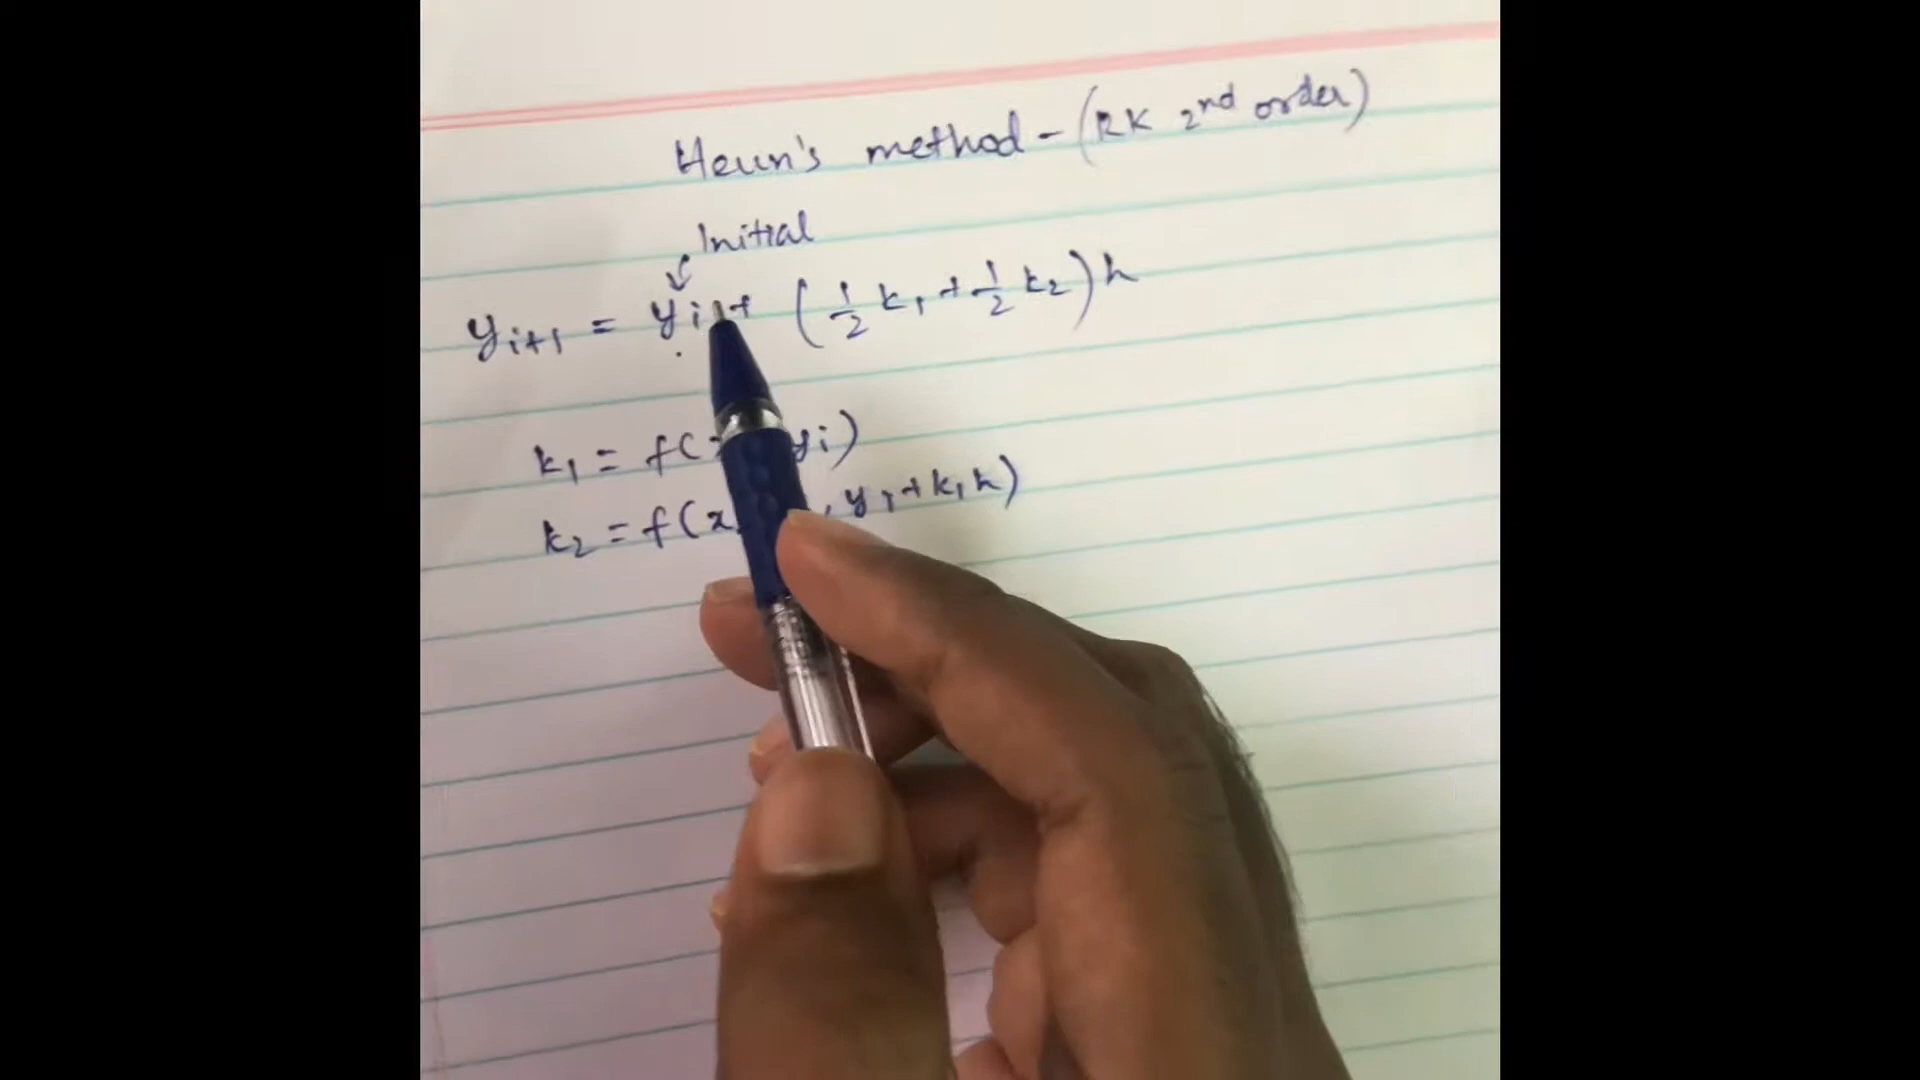 Heun's method - (RK 2nd order)
Initial
yi+1 = yi + (1/2 k1 + 1/2 k2) h
k1 = f( yi)
k2 = f(x , yi + k1h)